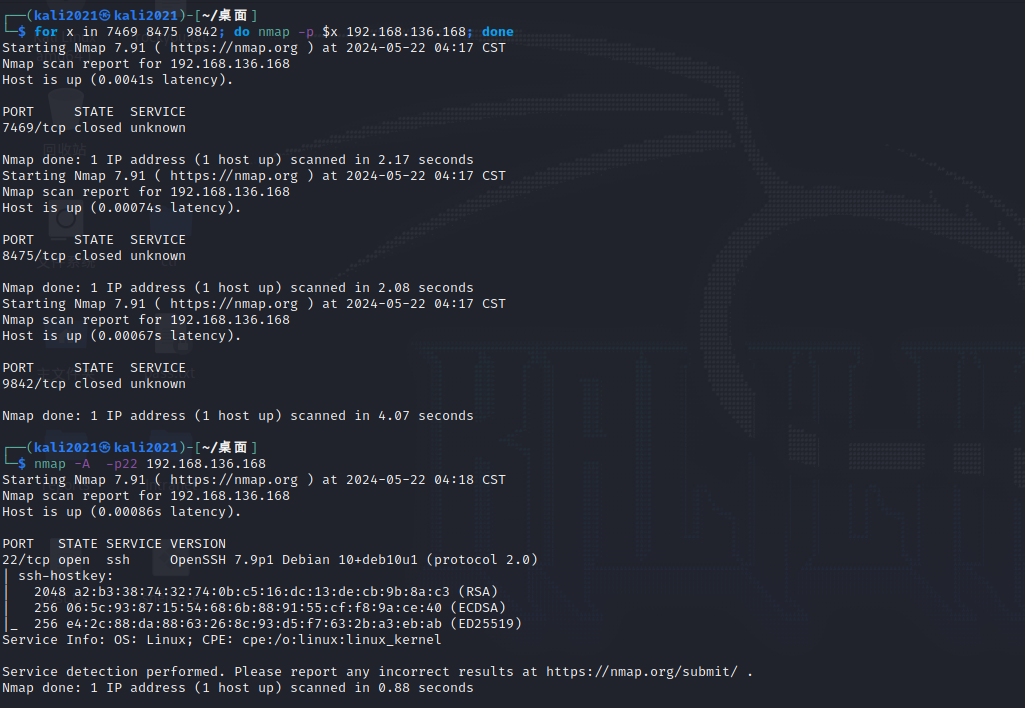 ┌──(kali2021㉿kali2021)-[~/桌面]
└─$ for x in 7469 8475 9842; do nmap -p $x 192.168.136.168; done
Starting Nmap 7.91 ( https://nmap.org ) at 2024-05-22 04:17 CST
Nmap scan report for 192.168.136.168
Host is up (0.0041s latency).

PORT     STATE  SERVICE
7469/tcp closed unknown

Nmap done: 1 IP address (1 host up) scanned in 2.17 seconds
Starting Nmap 7.91 ( https://nmap.org ) at 2024-05-22 04:17 CST
Nmap scan report for 192.168.136.168
Host is up (0.00074s latency).

PORT     STATE  SERVICE
8475/tcp closed unknown

Nmap done: 1 IP address (1 host up) scanned in 2.08 seconds
Starting Nmap 7.91 ( https://nmap.org ) at 2024-05-22 04:17 CST
Nmap scan report for 192.168.136.168
Host is up (0.00067s latency).

PORT     STATE  SERVICE
9842/tcp closed unknown

Nmap done: 1 IP address (1 host up) scanned in 4.07 seconds

┌──(kali2021㉿kali2021)-[~/桌面]
└─$ nmap -A  -p22 192.168.136.168
Starting Nmap 7.91 ( https://nmap.org ) at 2024-05-22 04:18 CST
Nmap scan report for 192.168.136.168
Host is up (0.00086s latency).

PORT   STATE SERVICE VERSION
22/tcp open  ssh     OpenSSH 7.9p1 Debian 10+deb10u1 (protocol 2.0)
| ssh-hostkey:
|   2048 a2:b3:38:74:32:74:0b:c5:16:dc:13:de:cb:9b:8a:c3 (RSA)
|   256 06:5c:93:87:15:54:68:6b:88:91:55:cf:f8:9a:ce:40 (ECDSA)
|_  256 e4:2c:88:da:88:63:26:8c:93:d5:f7:63:2b:a3:eb:ab (ED25519)
Service Info: OS: Linux; CPE: cpe:/o:linux:linux_kernel

Service detection performed. Please report any incorrect results at https://nmap.org/submit/ .
Nmap done: 1 IP address (1 host up) scanned in 0.88 seconds